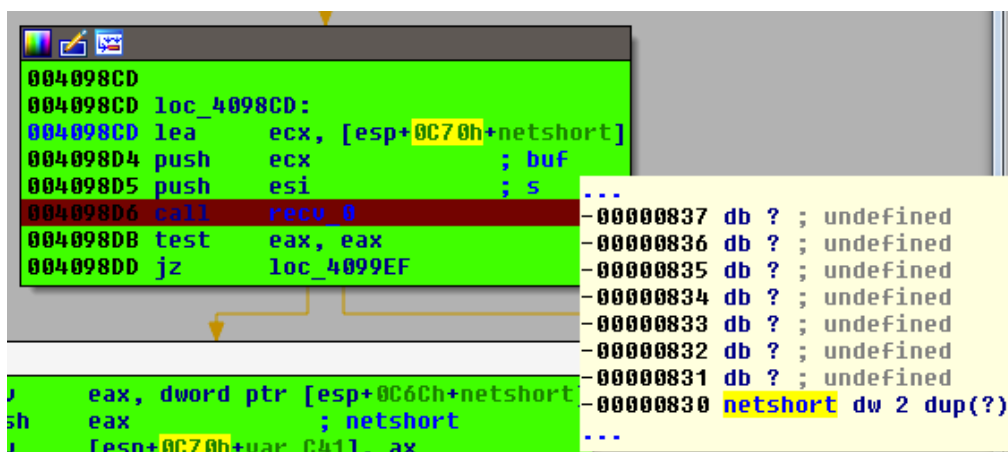 004098CD
004098CD loc_4098CD:
004098CD lea ecx, [esp+0C70h+netshort]
004098D4 push ecx ; buf
004098D5 push esi ; s
004098D6 call recv_0
004098DB test eax, eax
004098DD jz loc_4099EF
...
-00000837 db ? ; undefined
-00000836 db ? ; undefined
-00000835 db ? ; undefined
-00000834 db ? ; undefined
-00000833 db ? ; undefined
-00000832 db ? ; undefined
-00000831 db ? ; undefined
-00000830 netshort dw 2 dup(?)
...
eax, dword ptr [esp+0C6Ch+netshort
sh eax ; netshort
[esp+0C70h+var_C41], ax